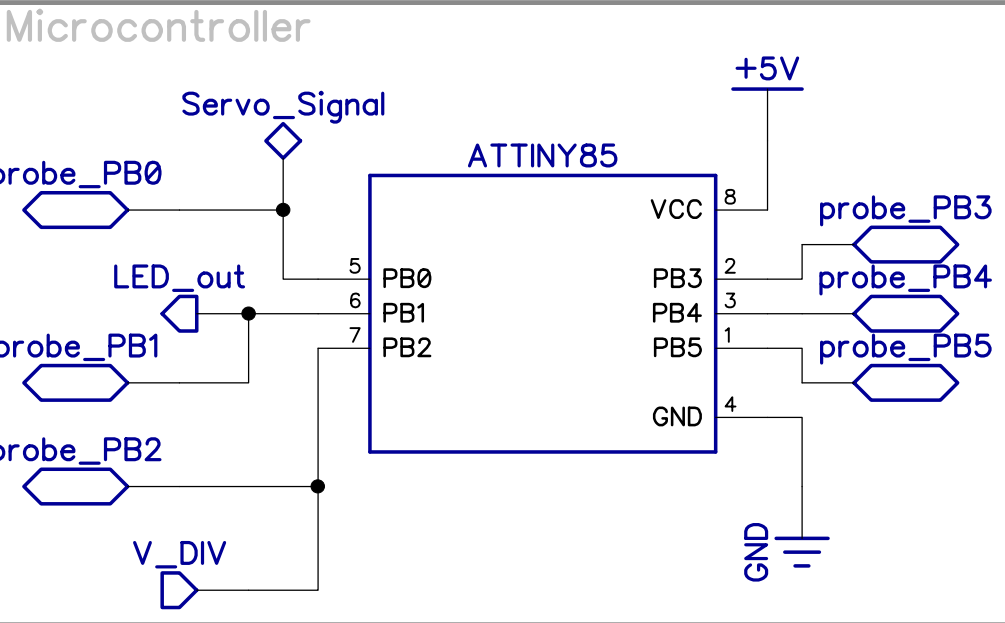 Microcontroller
+5V
Servo_Signal
ATTINY85
robe_PB0
VCC
8
probe_PB3
LED_out
5
PB0
PB3
2
probe_PB4
6
PB1
PB4
3
robe_PB1
7
PB2
PB5
1
probe_PB5
GND
4
robe_PB2
V_DIV
GND